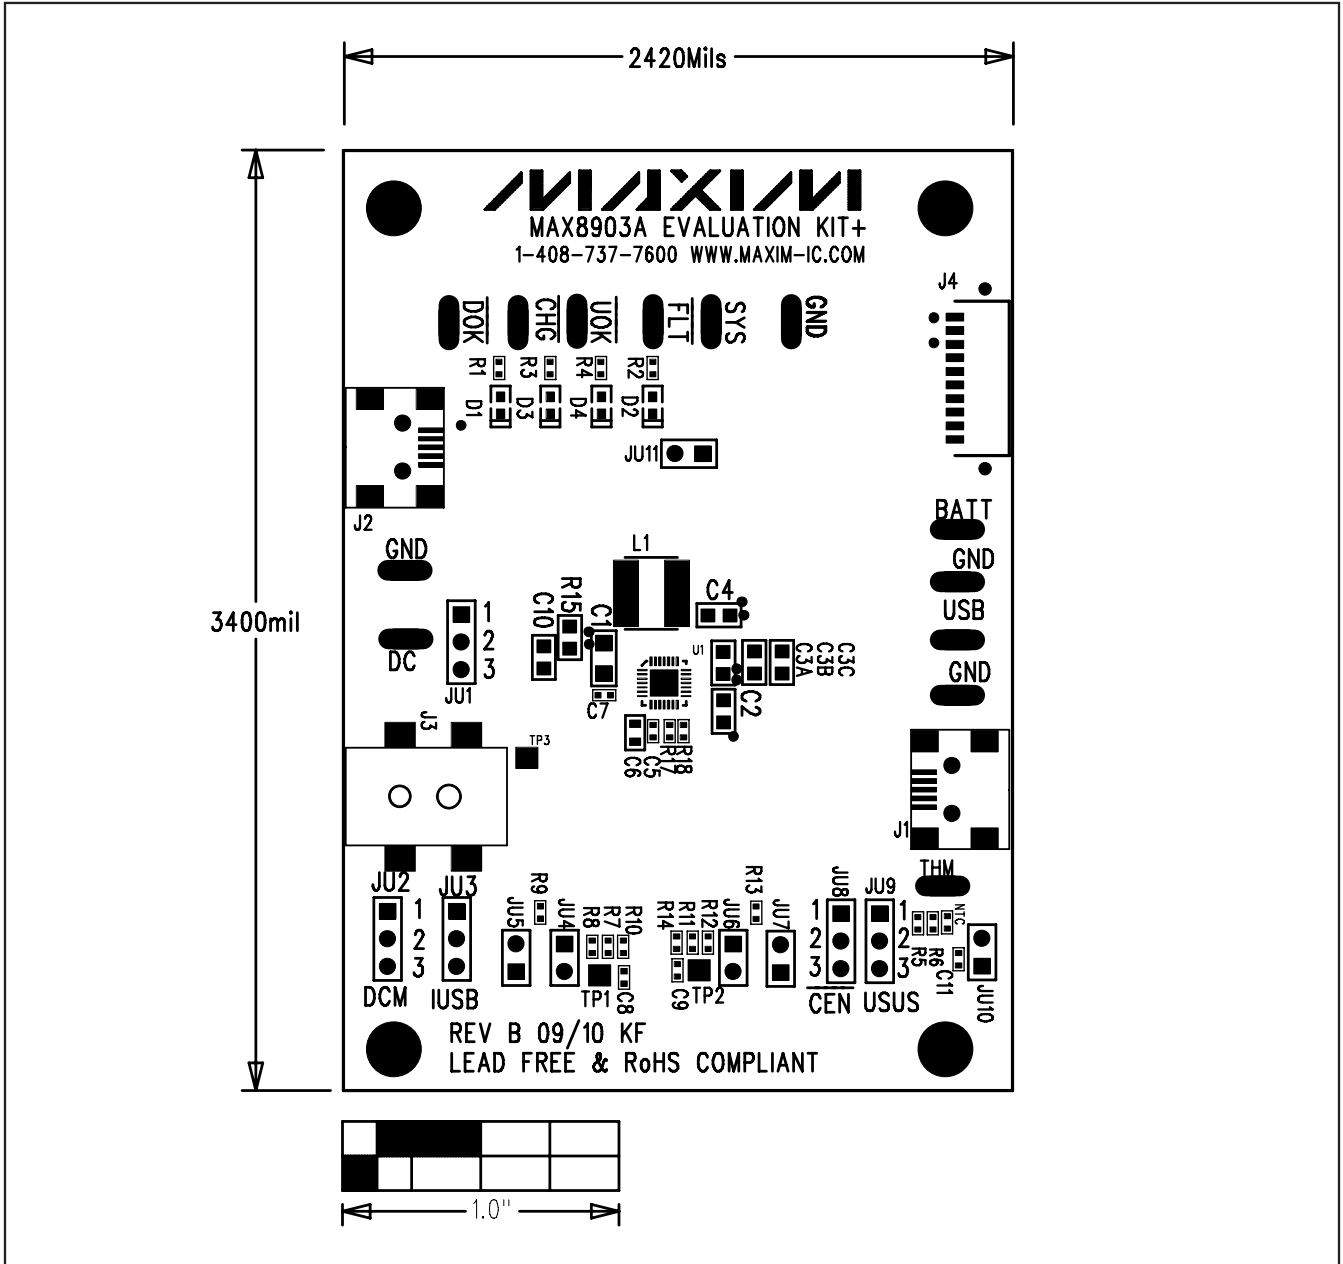 2420Mils
3400mil
MAXIM
MAX8903A EVALUATION KIT+
1-408-737-7600 WWW.MAXIM-IC.COM
J4
DOK
CHG
UOK
FLT
SYS
GND
R1
R3
R4
R2
D1
D3
D4
D2
JU11
J2
BATT
GND
GND
L1
USB
C10
R15
C1
C4
DC
1
2
3
JU1
U1
C3A
C3B
C3C
GND
C7
C2
J3
TP3
C6
C5
R17
R18
J1
JU2
JU3
R9
R13
JU8
JU9
THM
1
2
3
JU5
JU4
R8
R7
R10
R14
R11
R12
JU6
JU7
1
2
3
1
2
3
NTC
R5
R6
C11
JU10
DCM
IUSB
TP1
C8
C9
TP2
CEN
USUS
REV B 09/10 KF
LEAD FREE & RoHS COMPLIANT
1.0"